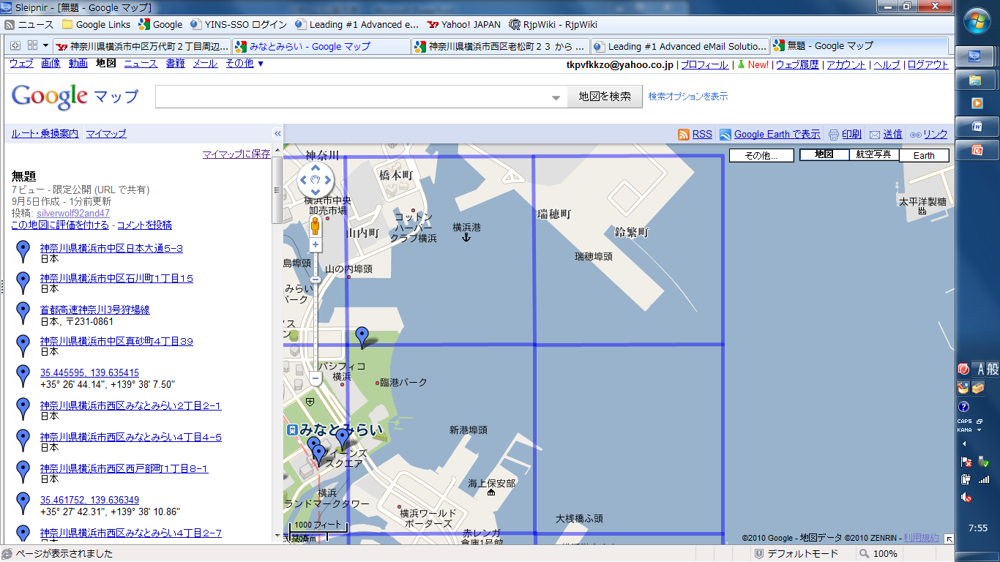 Sleipnir - [無題 - Google マップ]
ニュース Google Links Google YINS-SSO ログイン Leading #1 Advanced e... Yahoo! JAPAN RjpWiki - RjpWiki
神奈川県横浜市中区万代町２丁目周辺... みなとみらい - Google マップ 神奈川県横浜市西区老松町２３ から ... Leading #1 Advanced eMail Solutio... 無題 - Google マップ
ウェブ 画像 動画 地図 ニュース 書籍 メール その他 ▼
tkpvfkkzo@yahoo.co.jp | プロフィール | New! | ウェブ履歴 | アカウント | ヘルプ | ログアウト
Google マップ
地図を検索
検索オプションを表示
ルート・乗換案内 マイマップ
«
RSS Google Earth で表示 印刷 送信 リンク
マイマップに保存
無題
7 ビュー - 限定公開 (URL で共有)
9月5日作成 - 1分前更新
投稿: silverwolf92and47
この地図に評価を付ける - コメントを投稿
神奈川県横浜市中区日本大通５−３
日本
神奈川県横浜市中区石川町１丁目１５
日本
首都高速神奈川３号狩場線
日本, 〒231-0861
神奈川県横浜市中区真砂町４丁目３９
日本
35.445595, 139.635415
+35° 26' 44.14", +139° 38' 7.50"
神奈川県横浜市西区みなとみらい２丁目２−１
日本
神奈川県横浜市西区みなとみらい４丁目４−５
日本
神奈川県横浜市西区西戸部町１丁目８−１
日本
35.461752, 139.636349
+35° 27' 42.31", +139° 38' 10.86"
神奈川県横浜市西区みなとみらい４丁目２−７
その他... 地図 航空写真 Earth
神奈川
橋本町
横浜市中央
卸売市場
コットン
ハーバー
クラブ横浜
横浜港
瑞穂町
鈴繁町
太平洋製糖
山内町
瑞穂埠頭
島埠頭
山の内埠頭
みらい
パーク
パシフィコ
横浜
臨港パーク
みなとみらい
新港埠頭
クイーンズ
スクエア
海上保安部
横浜
ランドマークタワー
横浜ワールド
ポーターズ
大桟橋ふ頭
赤レンガ
倉庫1号館
1000 フィート
200 m
©2010 Google - 地図データ ©2010 ZENRIN - 利用規約
A 般
CAPS
KANA
7:55
ページが表示されました
デフォルトモード
100%